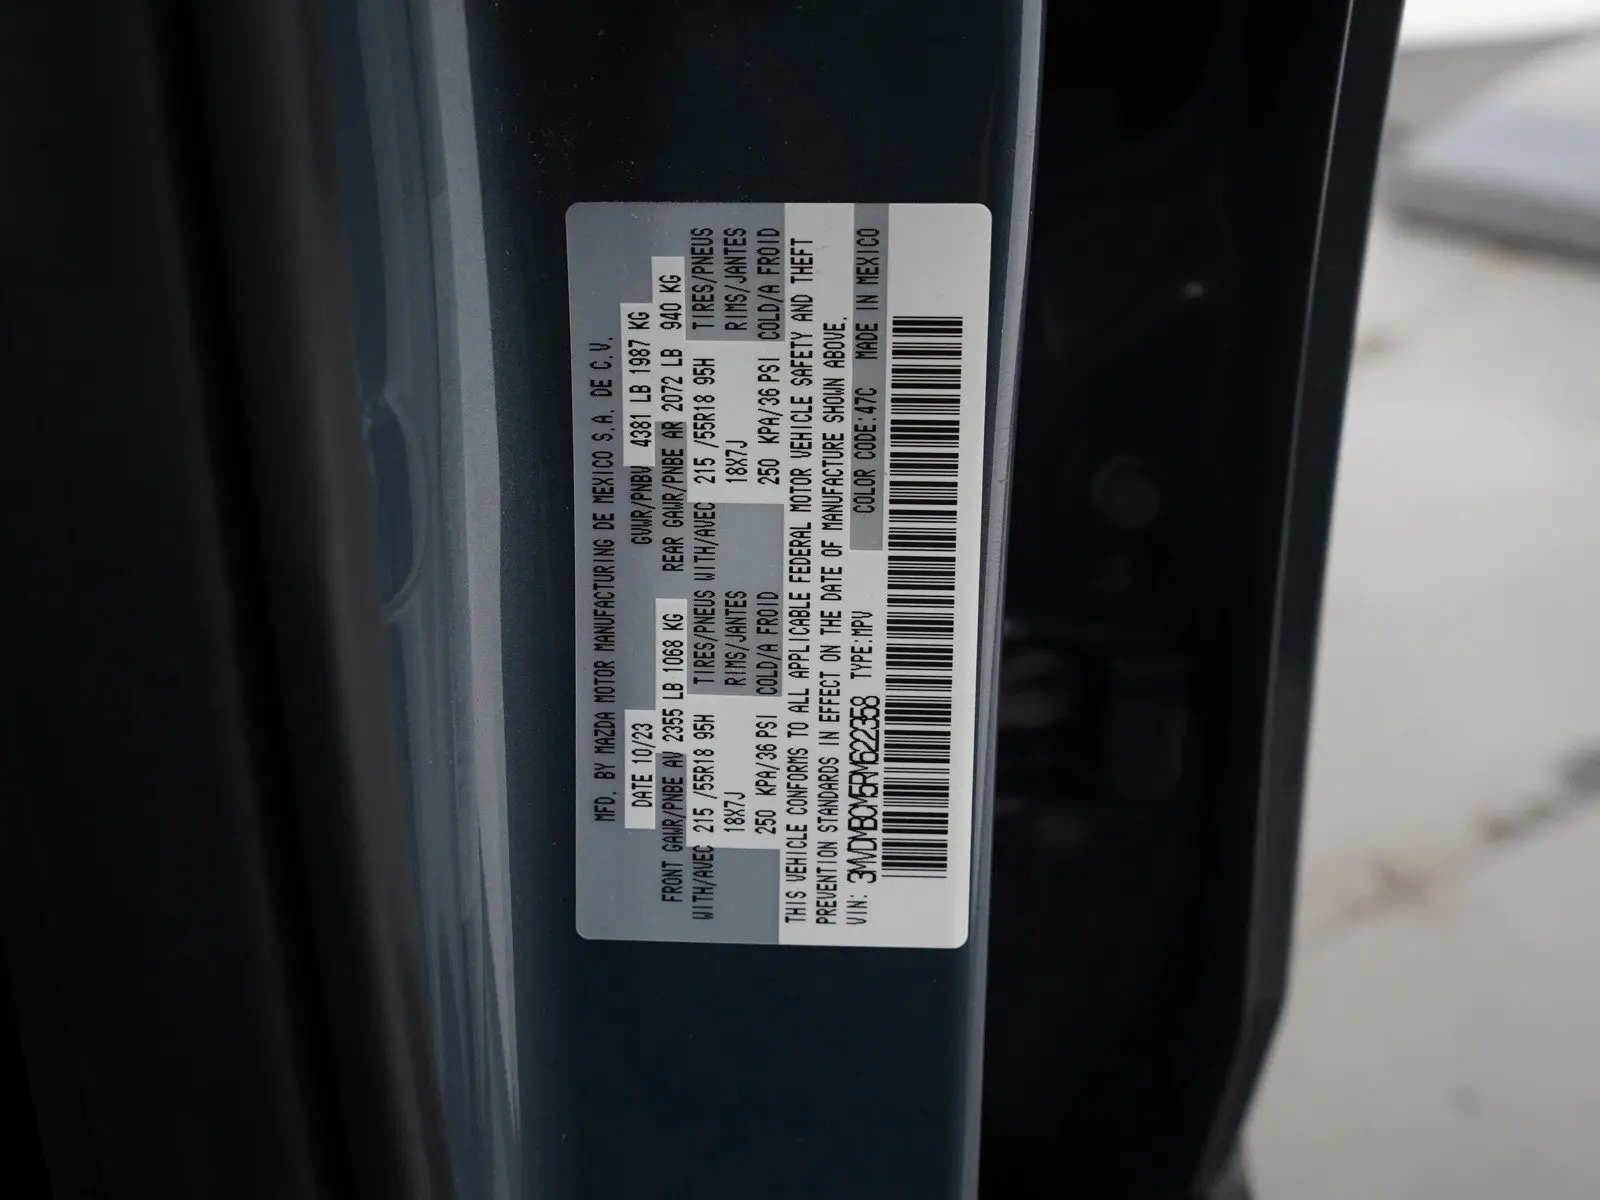 MFD. BY MAZDA MOTOR MANUFACTURING DE MEXICO S.A. DE C.V.
DATE 10/23 GVWR/PNBV 4381 LB 1987 KG
FRONT GAWR/PNBE AV 2355 LB 1068 KG REAR GAWR/PNBE AR 2072 LB 940 KG
WITH/AVEC 215 /55R18 95H TIRES/PNEUS WITH/AVEC 215 /55R18 95H TIRES/PNEUS
18X7J RIMS/JANTES 18X7J RIMS/JANTES
250 KPA/36 PSI COLD/A FROID 250 KPA/36 PSI COLD/A FROID
THIS VEHICLE CONFORMS TO ALL APPLICABLE FEDERAL MOTOR VEHICLE SAFETY AND THEFT
PREVENTION STANDARDS IN EFFECT ON THE DATE OF MANUFACTURE SHOWN ABOVE.
VIN: 3MVDMBCM5RM622358 TYPE:MPV COLOR CODE:47C MADE IN MEXICO